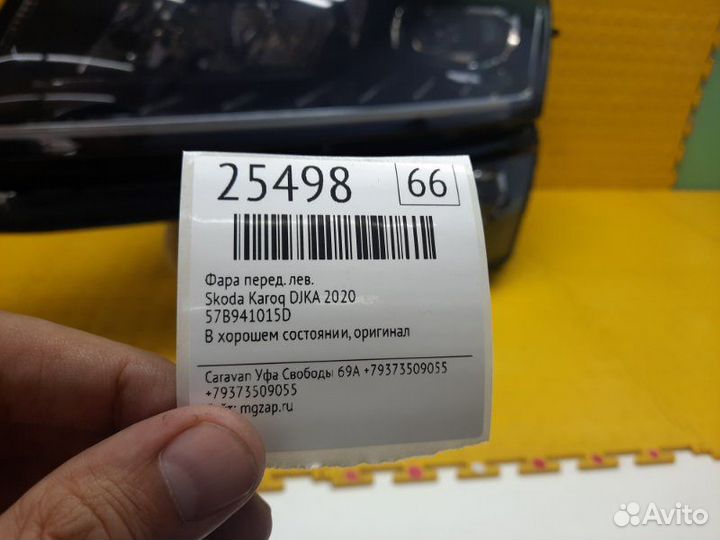 25498 66
Фара перед. лев.
Skoda Karoq DJKA 2020
57B941015D
В хорошем состоянии, оригинал
Caravan Уфа Свободы 69А +79373509055
+79373509055
mgzap.ru
Avito